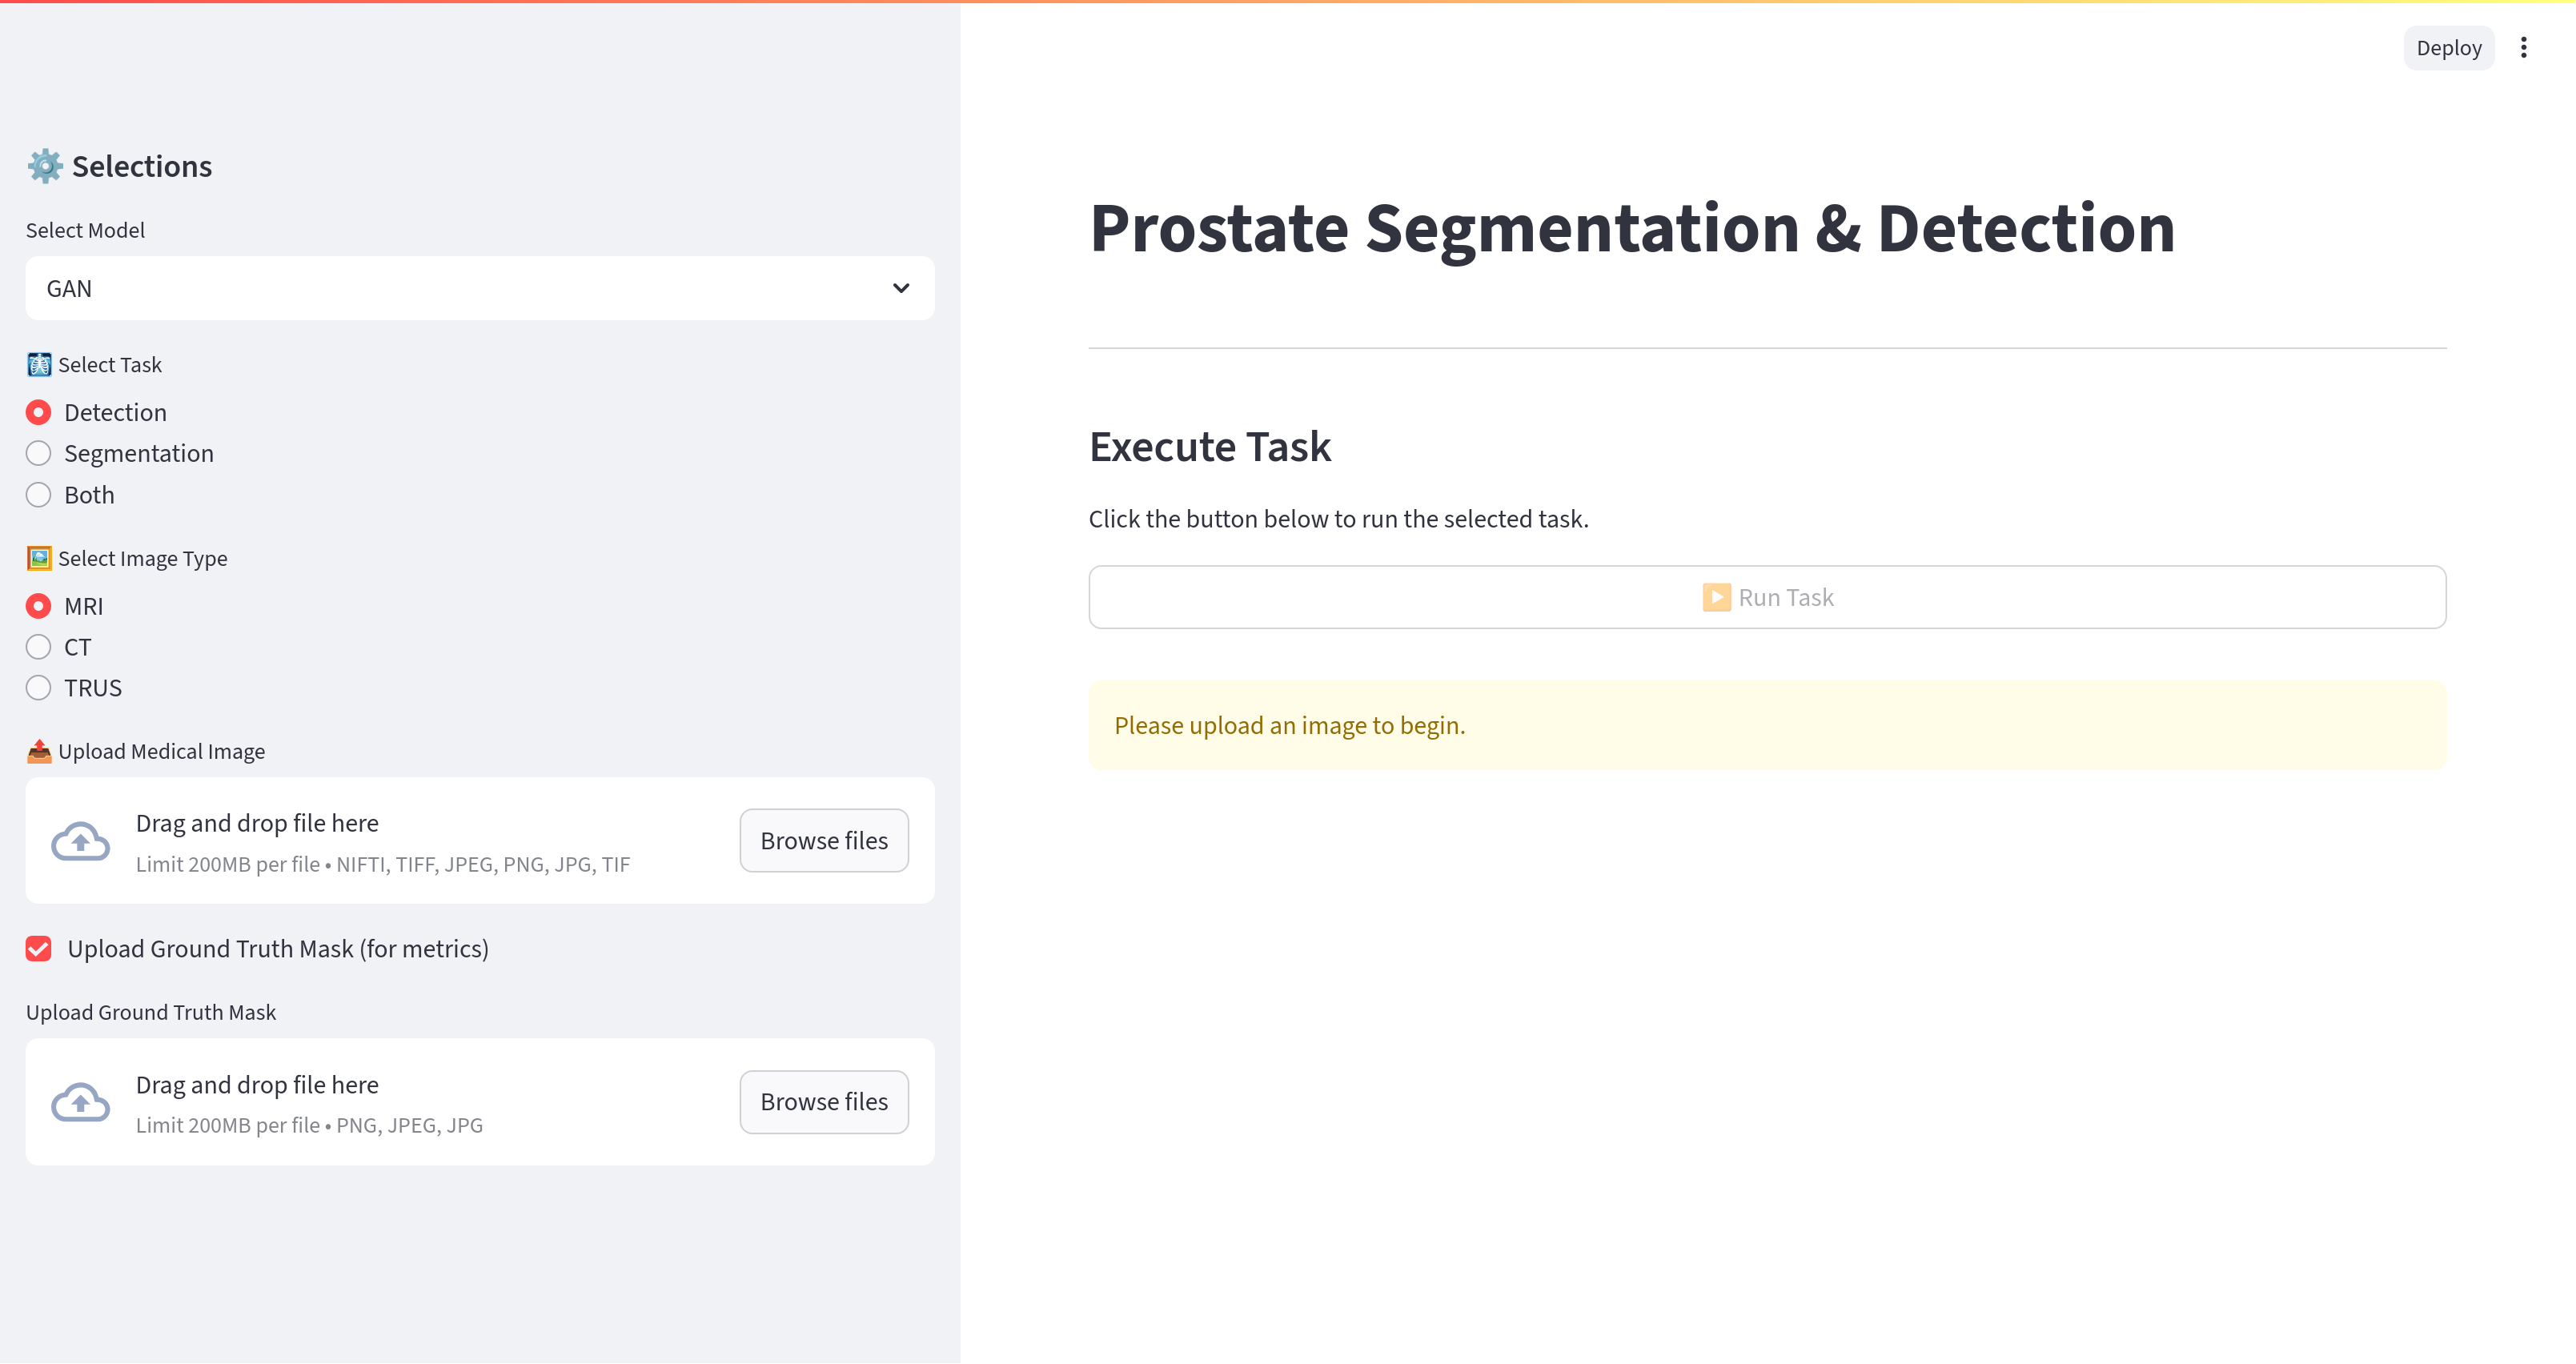 Deploy
⚙️ Selections
Select Model
GAN
🩻 Select Task
Detection
Segmentation
Both
🖼️ Select Image Type
MRI
CT
TRUS
📤 Upload Medical Image
Drag and drop file here
Limit 200MB per file • NIFTI, TIFF, JPEG, PNG, JPG, TIF
Browse files
Upload Ground Truth Mask (for metrics)
Upload Ground Truth Mask
Drag and drop file here
Limit 200MB per file • PNG, JPEG, JPG
Browse files
Prostate Segmentation & Detection
Execute Task
Click the button below to run the selected task.
▶️ Run Task
Please upload an image to begin.